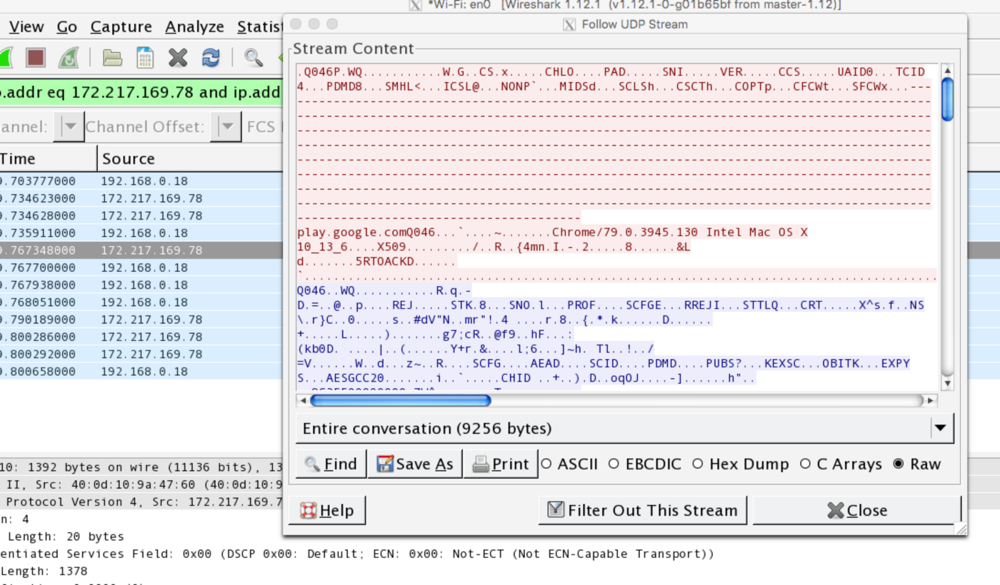 *Wi-Fi: en0 [Wireshark 1.12.1 (v1.12.1-0-g01b65bf from master-1.12)]
View Go Capture Analyze Statist
.addr eq 172.217.169.78 and ip.add
annel: Channel Offset: FCS
Time Source
9.703777000 192.168.0.18
9.734623000 172.217.169.78
9.734628000 172.217.169.78
9.735911000 192.168.0.18
9.767348000 172.217.169.78
9.767700000 192.168.0.18
9.767938000 192.168.0.18
9.768051000 192.168.0.18
9.790189000 172.217.169.78
9.800286000 172.217.169.78
9.800292000 172.217.169.78
9.800658000 192.168.0.18
10: 1392 bytes on wire (11136 bits), 13
II, Src: 40:0d:10:9a:47:60 (40:0d:10:9
Protocol Version 4, Src: 172.217.169.7
n: 4
Length: 20 bytes
entiated Services Field: 0x00 (DSCP 0x00: Default; ECN: 0x00: Not-ECT (Not ECN-Capable Transport))
Length: 1378
Follow UDP Stream
Stream Content
.Q046P.WQ...........W.G..CS.x.....CHLO....PAD.....SNI.....VER.....CCS.....UAID0...TCID
4...PDMD8...SMHL<...ICSL@...NONP`...MIDSd...SCLSh...CSCTh...COPTp...CFCWt...SFCWx...---
---------------------------------------------------------------------------------------
---------------------------------------------------------------------------------------
---------------------------------------------------------------------------------------
---------------------------------------------------------------------------------------
---------------------------------------------------------------------------------------
---------------------------------------------------------------------------------------
---------------------------------------------------------------------------------------
---------------------------------------------------------------------------------------
---------------------------------------
play.google.comQ046...`....~.......Chrome/79.0.3945.130 Intel Mac OS X
10_13_6....X509........./..R..{4mn.I.-.2.....8......&L
d.......5RTOACKD......
`.......................................................................................
Q046..WQ...........R.q.-
D.=..@..p....REJ.....STK.8...SNO.l...PROF....SCFGE...RREJI...STTLQ...CRT.....X^s.f..NS
\.r}C..0.....s..#dV"N..mr"!.4 ....r.8..{.*.k......D......
+.....L.....).......g7;cR..@f9..hF...:
(kb0D. ....|..(......Y+r.&....l;6...]~h. Tl..!../
=V......W..d...z~..R....SCFG....AEAD....SCID....PDMD....PUBS?...KEXSC...OBITK...EXPY
S...AESGCC20.......i..`.....CHID ..+..).D..oqOJ....-]......h"..
Entire conversation (9256 bytes)
Find Save As Print ASCII EBCDIC Hex Dump C Arrays Raw
Help Filter Out This Stream Close